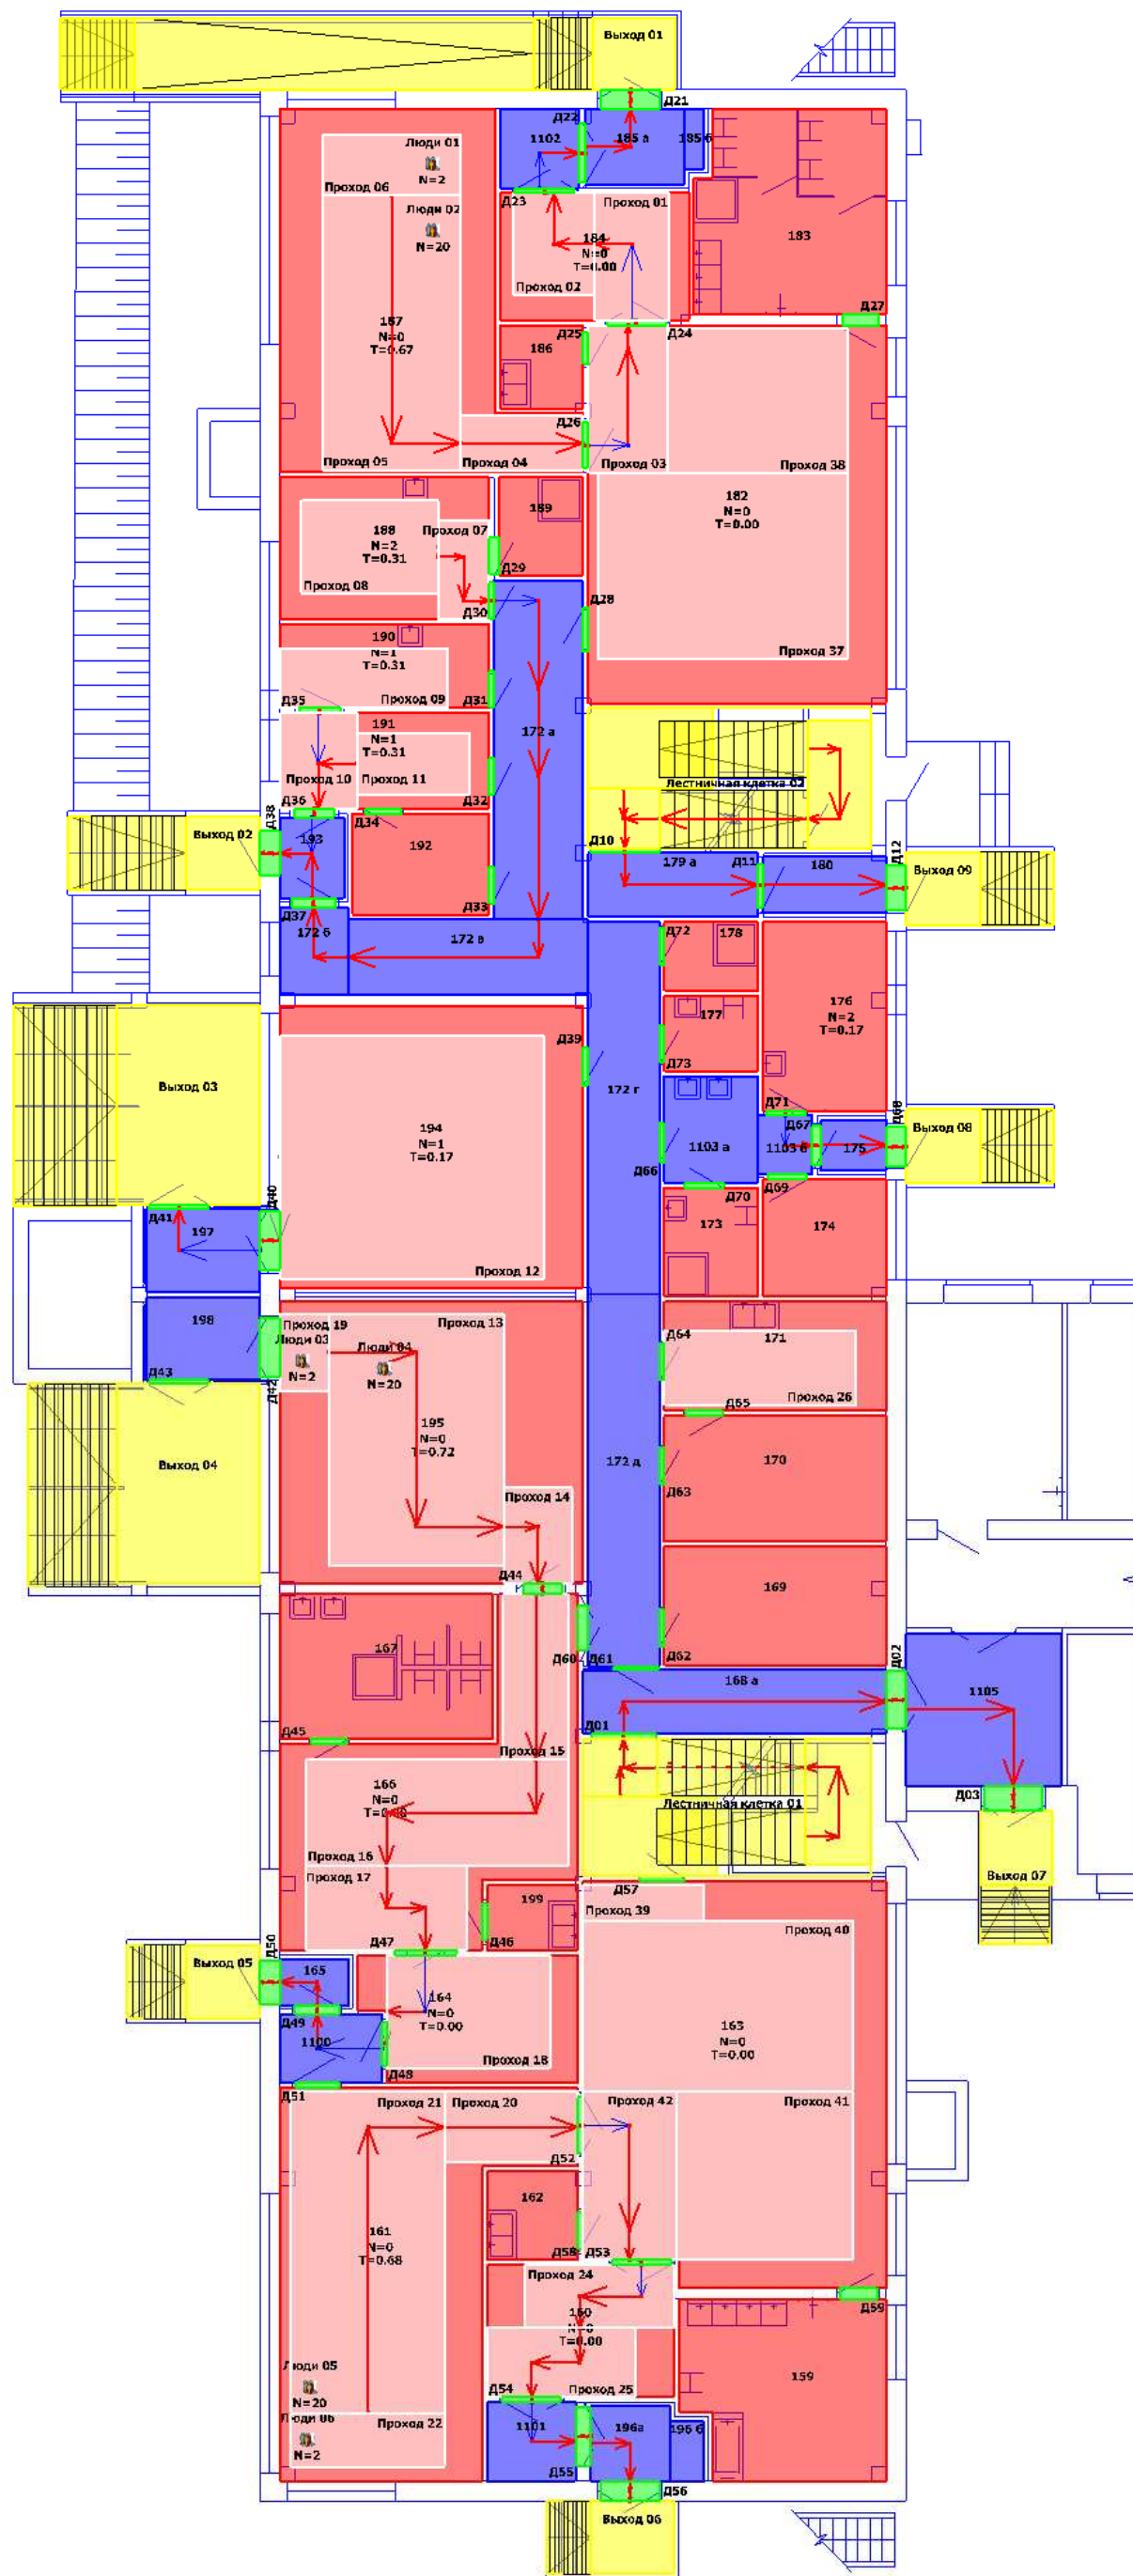 Выход 01
Д21
Д22
1102
185 а
185 б
Люди 01
N=2
Проход 06
Люди 02
N=20
Д23
Проход 01
184
N=0
T=0.00
Проход 02
183
Д27
187
N=0
T=0.67
Д25
Д24
186
Д26
Проход 05
Проход 04
Проход 03
Проход 38
182
N=0
T=0.00
189
188
N=2
T=0.31
Проход 07
Проход 08
Д29
Д30
Д28
190
N=1
T=0.31
Проход 37
Д35
Проход 09
Д31
191
N=1
T=0.31
172 а
Проход 10
Проход 11
Лестничная клетка 02
Д36
Д32
Д38
Выход 02
193
Д34
192
Д10
179 а
Д11
180
Д12
Выход 09
Д37
Д33
172 б
172 в
Д72
178
176
N=2
T=0.17
177
Д39
Д73
Выход 03
172 г
Д71
Д67
Д68
Выход 08
194
N=1
T=0.17
1103 а
1103 б
175
Д66
Д69
Д70
Д40
Д41
197
173
174
Проход 12
198
Проход 19
Проход 13
Люди 03
N=2
Люди 04
N=20
Д64
171
Д43
Д42
Проход 26
Д65
195
N=0
T=0.72
Выход 04
172 д
170
Д63
Проход 14
Д44
169
167
Д60
Д61
Д62
Д02
168 а
1105
Д45
Д01
Проход 15
166
N=0
Лестничная клетка 01
Д03
Проход 16
Проход 17
Выход 07
Д57
199
Проход 39
Проход 40
Д47
Д46
Д50
Выход 05
165
164
N=0
T=0.00
Д49
1100
163
N=0
T=0.00
Д48
Проход 18
Д51
Проход 21
Проход 20
Проход 42
Проход 41
Д52
162
161
N=0
T=0.68
Д58
Д53
Проход 24
T=0.00
Д59
159
Люди 05
N=20
Д54
Проход 25
Люди 06
N=2
Проход 22
1101
196а
196 б
Д55
Д56
Выход 06